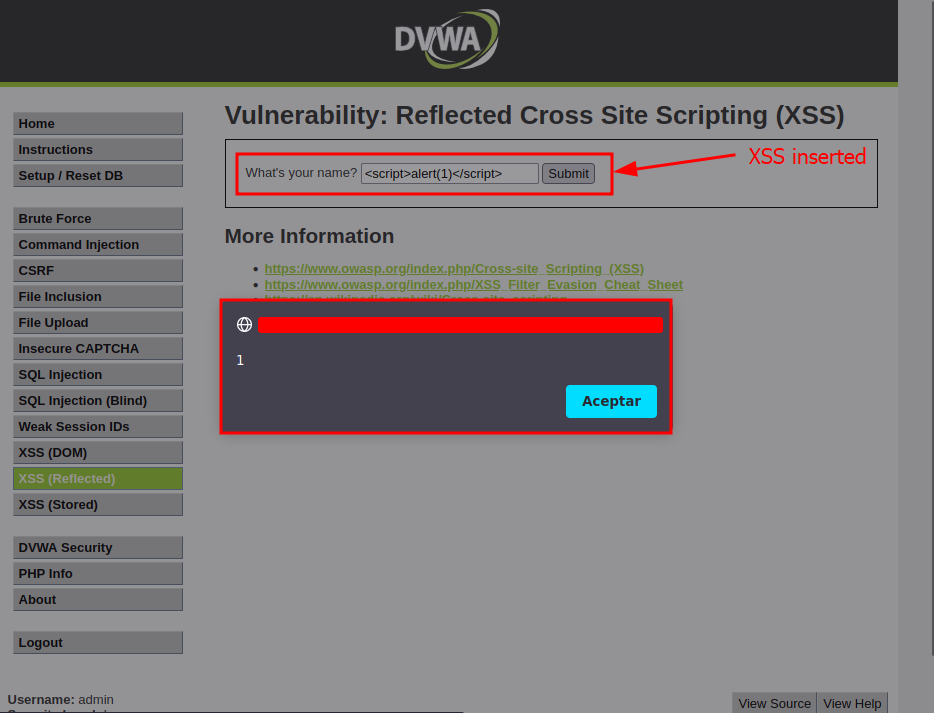 DVWA
Vulnerability: Reflected Cross Site Scripting (XSS)
Home
Instructions
Setup / Reset DB
Brute Force
Command Injection
CSRF
File Inclusion
File Upload
Insecure CAPTCHA
SQL Injection
SQL Injection (Blind)
Weak Session IDs
XSS (DOM)
XSS (Reflected)
XSS (Stored)
DVWA Security
PHP Info
About
Logout
What's your name? <script>alert(1)</script> Submit
XSS inserted
More Information
https://www.owasp.org/index.php/Cross-site_Scripting_(XSS)
https://www.owasp.org/index.php/XSS_Filter_Evasion_Cheat_Sheet
1
Aceptar
Username: admin
View Source
View Help